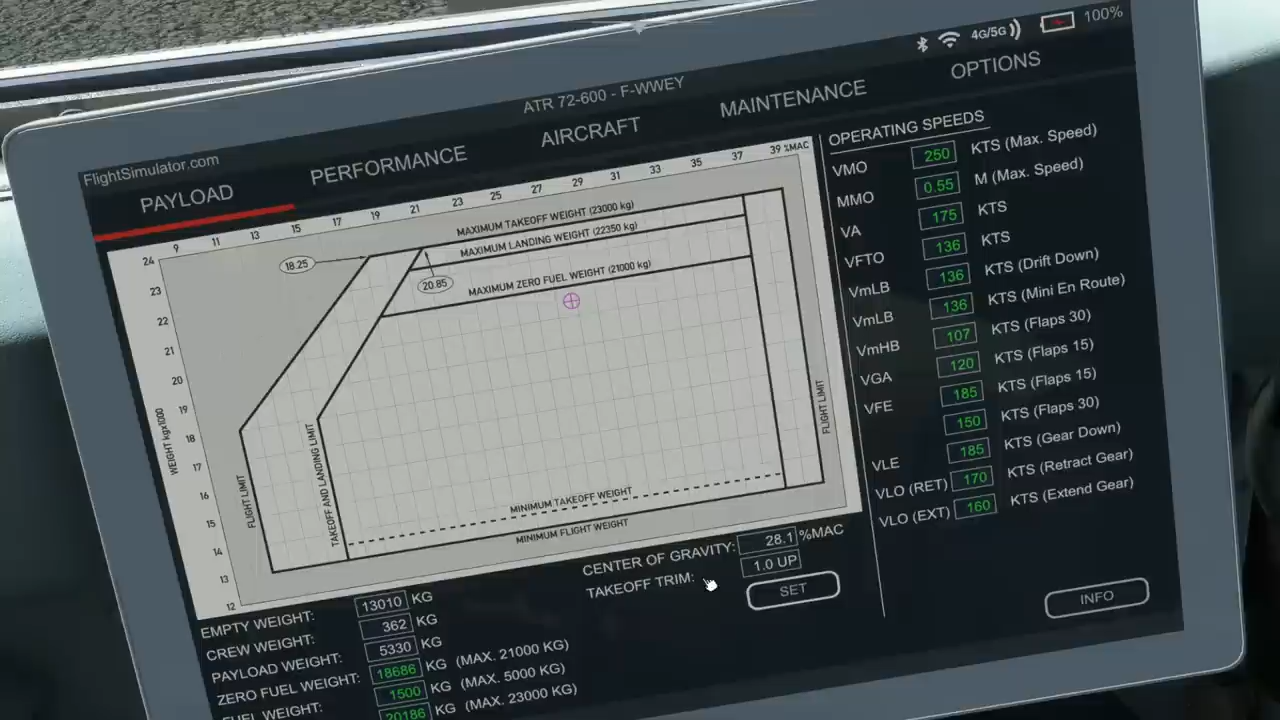 100%
4G/5G
ATR 72-600 - F-WWEY
FlightSimulator.com
PAYLOAD
PERFORMANCE
AIRCRAFT
MAINTENANCE
OPTIONS
9 11 13 15 17 19 21 23 25 27 29 31 33 35 37 39 %MAC
24
23
22
21
20
19
18
17
16
15
14
13
12
WEIGHT kgx1000
18.25
20.85
MAXIMUM TAKEOFF WEIGHT (23000 kg)
MAXIMUM LANDING WEIGHT (22350 kg)
MAXIMUM ZERO FUEL WEIGHT (21000 kg)
FLIGHT LIMIT
TAKEOFF AND LANDING LIMIT
FLIGHT LIMIT
MINIMUM TAKEOFF WEIGHT
MINIMUM FLIGHT WEIGHT
CENTER OF GRAVITY: 28.1 %MAC
TAKEOFF TRIM: 1.0 UP
SET
EMPTY WEIGHT: 13010 KG
CREW WEIGHT: 362 KG
PAYLOAD WEIGHT: 5330 KG
ZERO FUEL WEIGHT: 18686 KG (MAX. 21000 KG)
FUEL WEIGHT: 1500 KG (MAX. 5000 KG)
20186 KG (MAX. 23000 KG)
OPERATING SPEEDS
VMO 250 KTS (Max. Speed)
MMO 0.55 M (Max. Speed)
VA 175 KTS
VFTO 136 KTS
VmLB 136 KTS (Drift Down)
VmLB 136 KTS (Mini En Route)
VmHB 107 KTS (Flaps 30)
VGA 120 KTS (Flaps 15)
VFE 185 KTS (Flaps 15)
150 KTS (Flaps 30)
VLE 185 KTS (Gear Down)
VLO (RET) 170 KTS (Retract Gear)
VLO (EXT) 160 KTS (Extend Gear)
INFO